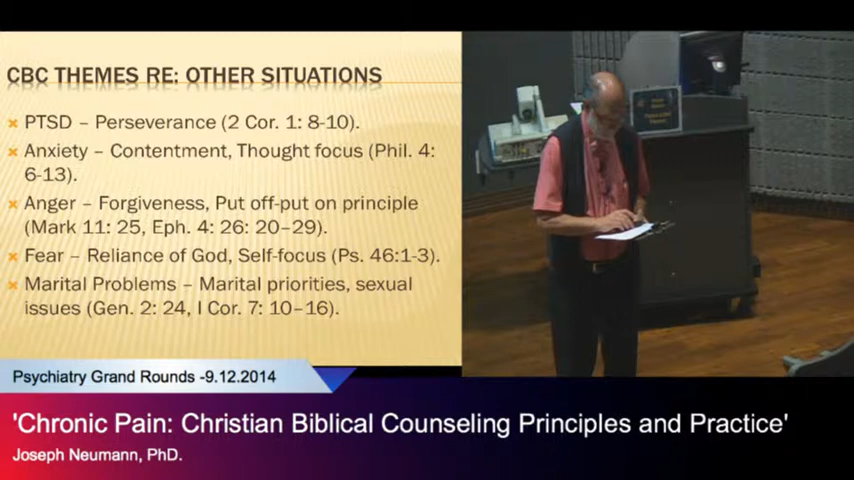 CBC THEMES RE: OTHER SITUATIONS
PTSD – Perseverance (2 Cor. 1: 8-10).
Anxiety – Contentment, Thought focus (Phil. 4:
6-13).
Anger – Forgiveness, Put off-put on principle
(Mark 11: 25, Eph. 4: 26: 20–29).
Fear – Reliance of God, Self-focus (Ps. 46:1-3).
Marital Problems – Marital priorities, sexual
issues (Gen. 2: 24, I Cor. 7: 10–16).
Psychiatry Grand Rounds -9.12.2014
'Chronic Pain: Christian Biblical Counseling Principles and Practice'
Joseph Neumann, PhD.